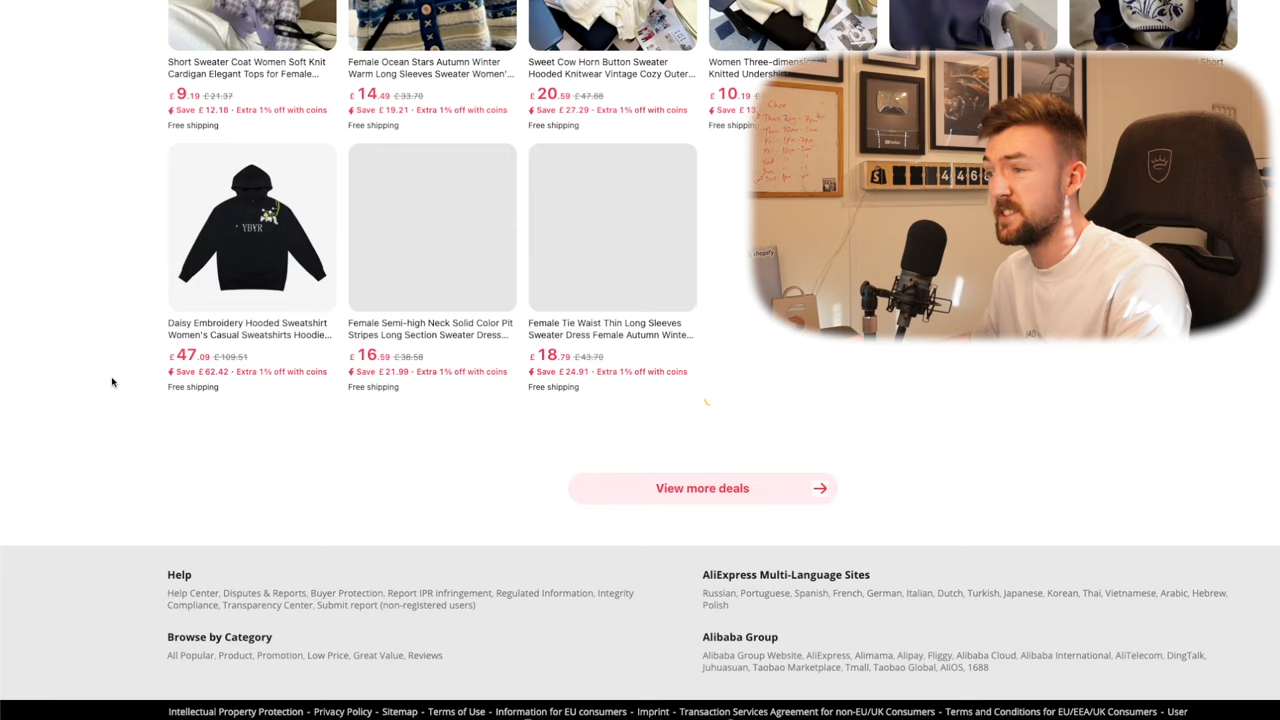 Short Sweater Coat Women Soft Knit
Cardigan Elegant Tops for Female...
£ 9.19 £21.37
Save £ 12.18 · Extra 1% off with coins
Free shipping
Female Ocean Stars Autumn Winter
Warm Long Sleeves Sweater Women'...
£ 14.49 £33.70
Save £ 19.21 · Extra 1% off with coins
Free shipping
Sweet Cow Horn Button Sweater
Hooded Knitwear Vintage Cozy Outer...
£ 20.59 £47.88
Save £ 27.29 · Extra 1% off with coins
Free shipping
Women Three-dimen
Knitted Undershir
£ 10.19
Save £ 13
Free shippin
Short
YBYR
Daisy Embroidery Hooded Sweatshirt
Women's Casual Sweatshirts Hoodie...
£ 47.09 £109.51
Save £ 62.42 · Extra 1% off with coins
Free shipping
Female Semi-high Neck Solid Color Pit
Stripes Long Section Sweater Dress...
£ 16.59 £38.58
Save £ 21.99 · Extra 1% off with coins
Free shipping
Female Tie Waist Thin Long Sleeves
Sweater Dress Female Autumn Winte...
£ 18.79 £43.70
Save £ 24.91 · Extra 1% off with coins
Free shipping
shopify
View more deals
Help
Help Center, Disputes & Reports, Buyer Protection, Report IPR infringement, Regulated Information, Integrity
Compliance, Transparency Center, Submit report (non-registered users)
Browse by Category
All Popular, Product, Promotion, Low Price, Great Value, Reviews
AliExpress Multi-Language Sites
Russian, Portuguese, Spanish, French, German, Italian, Dutch, Turkish, Japanese, Korean, Thai, Vietnamese, Arabic, Hebrew,
Polish
Alibaba Group
Alibaba Group Website, AliExpress, Alimama, Alipay, Fliggy, Alibaba Cloud, Alibaba International, AliTelecom, DingTalk,
Juhuasuan, Taobao Marketplace, Tmall, Taobao Global, AliOS, 1688
Intellectual Property Protection - Privacy Policy - Sitemap - Terms of Use - Information for EU consumers - Imprint - Transaction Services Agreement for non-EU/UK Consumers - Terms and Conditions for EU/EEA/UK Consumers - User